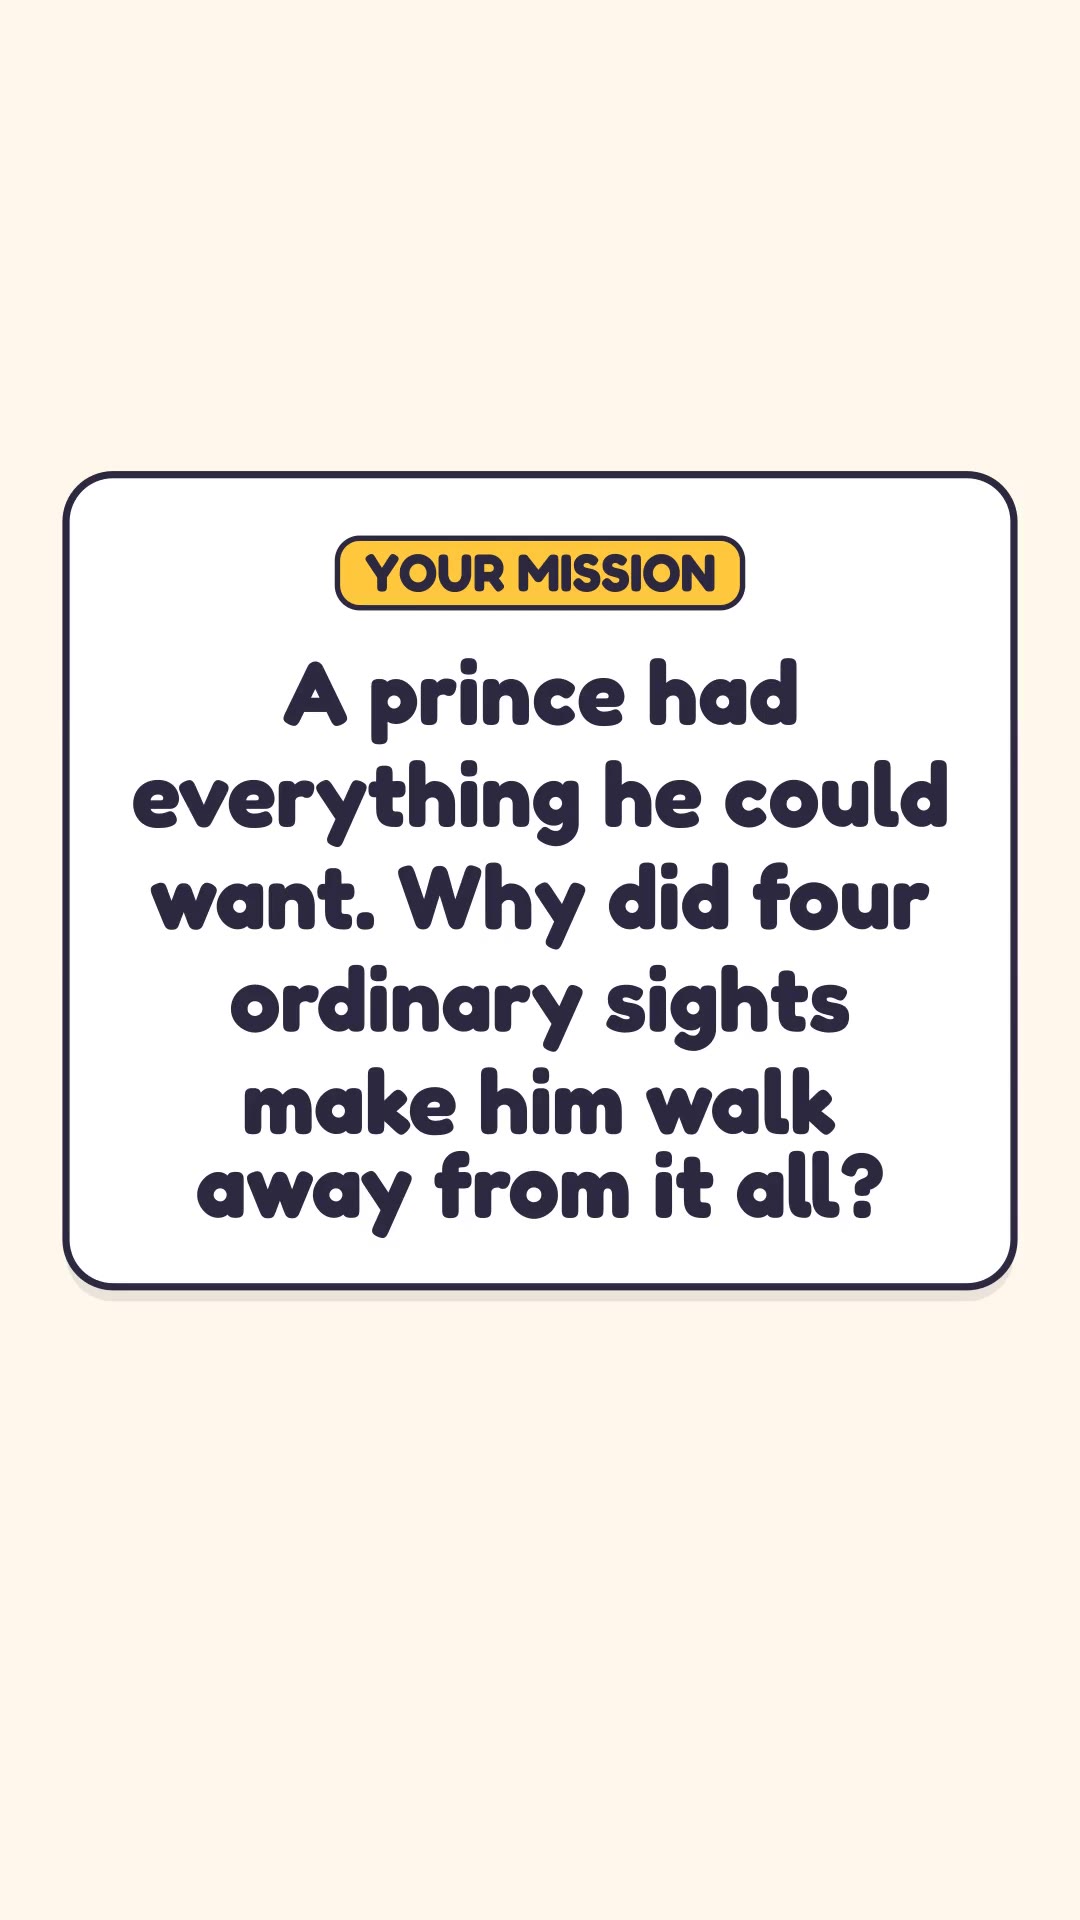 YOUR MISSION
A prince had
everything he could
want. Why did four
ordinary sights
make him walk
away from it all?